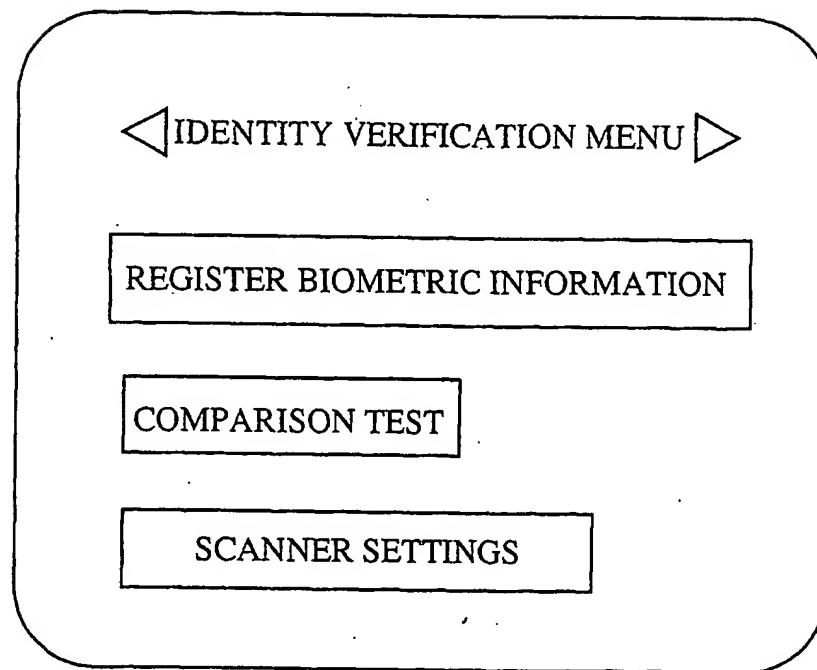 IDENTITY VERIFICATION MENU
REGISTER BIOMETRIC INFORMATION
COMPARISON TEST
SCANNER SETTINGS